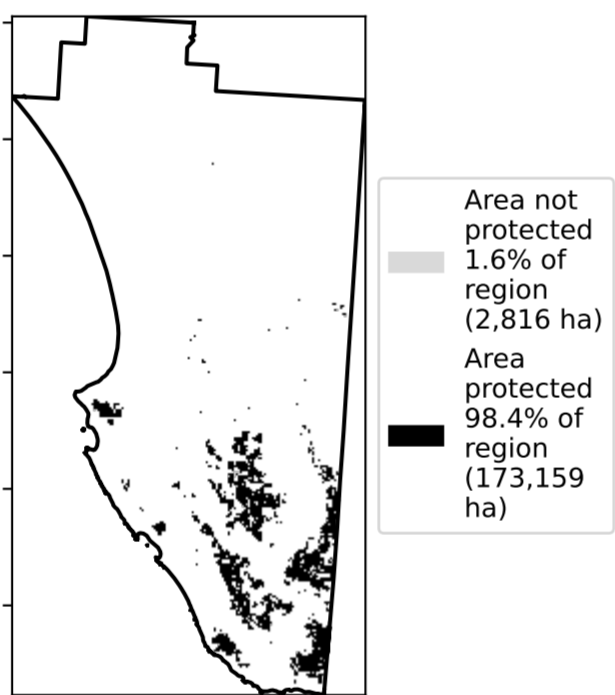 Area not
protected
1.6% of
region
(2,816 ha)
Area
protected
98.4% of
region
(173,159
ha)